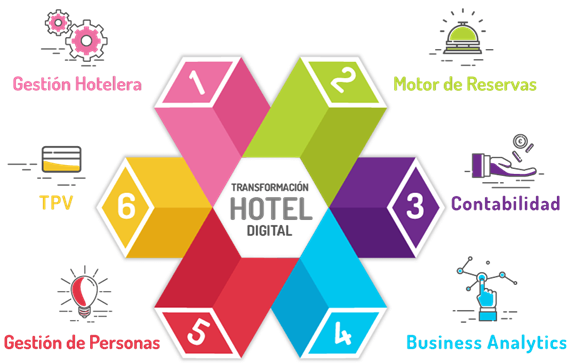 Gestión Hotelera
1
2
Motor de Reservas
TPV
6
TRANSFORMACIÓN
HOTEL
DIGITAL
3
Contabilidad
€
Gestión de Personas
5
4
Business Analytics